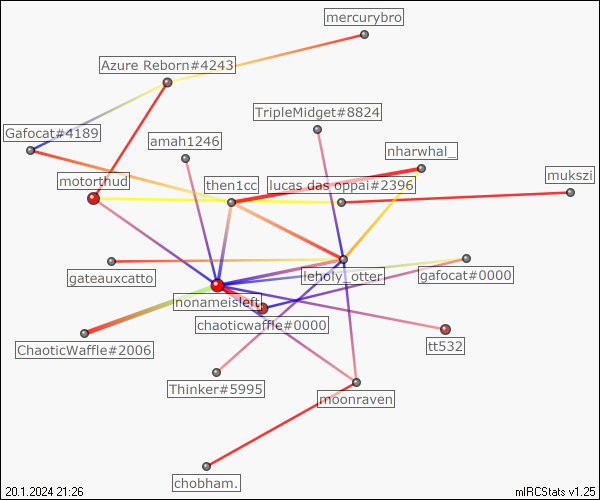 mercurybro
Azure Reborn#4243
TripleMidget#8824
Gafocat#4189
amah1246
nharwhal_
mukszi
motorthud
then1cc
lucas das oppai#2396
gateauxcatto
leholy_otter
gafocat#0000
nonameisleft
chaoticwaffle#0000
ChaoticWaffle#2006
tt532
Thinker#5995
moonraven
chobham.
20.1.2024 21:26
mIRCStats v1.25